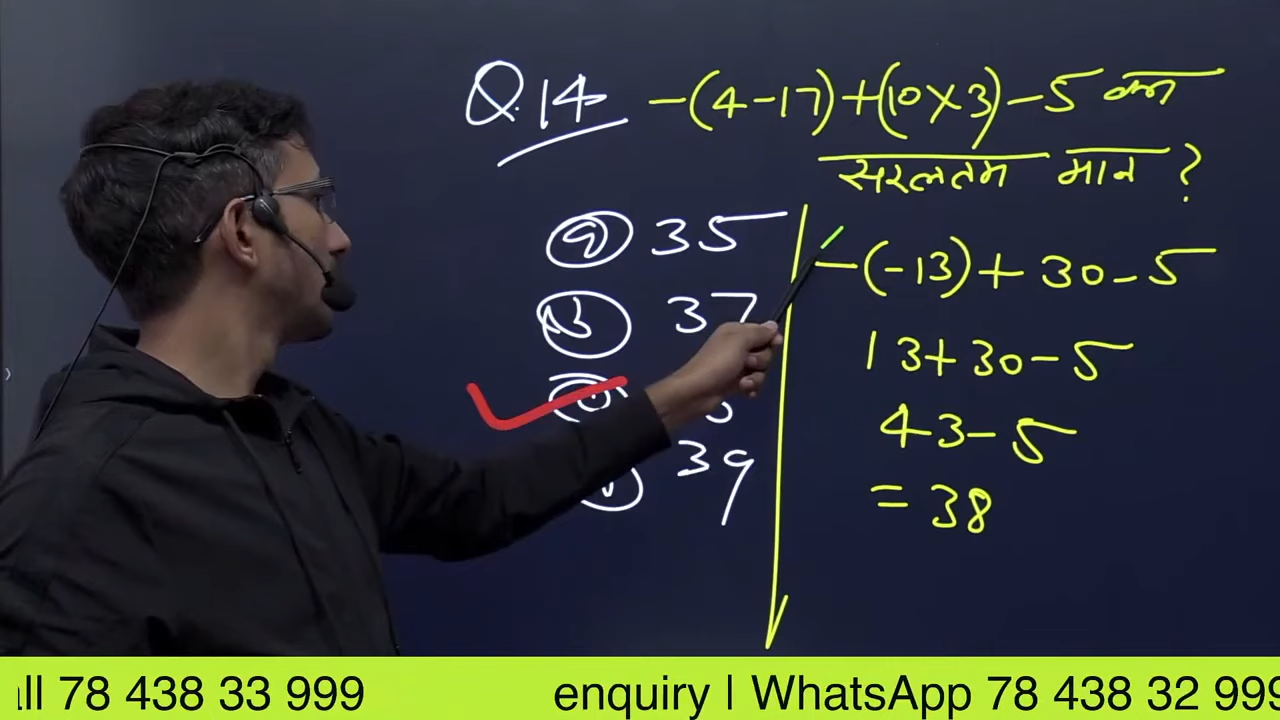 Q.14 -(4-17)+(10×3)-5 का
सरलतम मान ?
(a) 35
(b) 37
39
-(-13)+30-5
13+30-5
43-5
=38
78 438 33 999 enquiry | WhatsApp 78 438 32 999